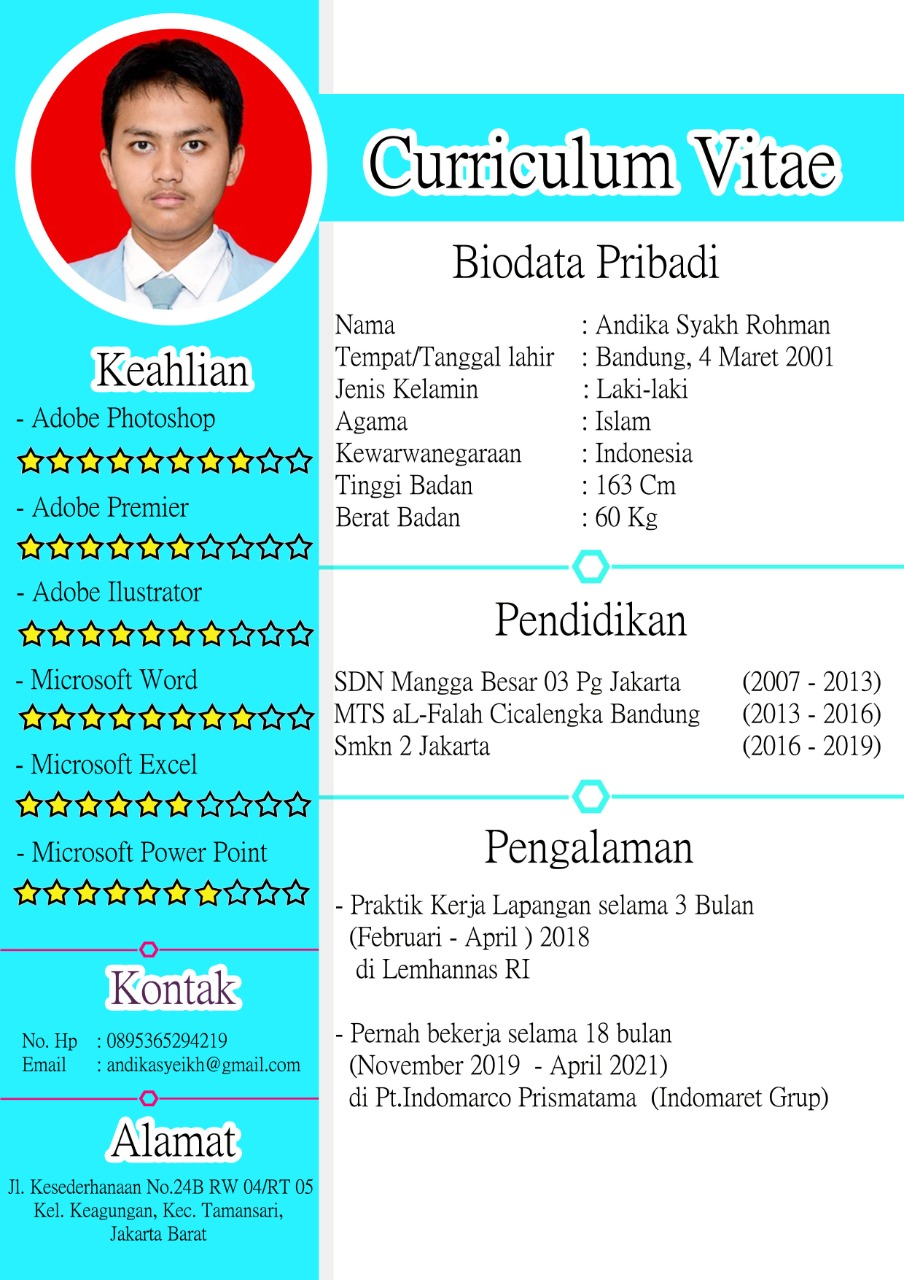 Curriculum Vitae
Biodata Pribadi
Nama : Andika Syakh Rohman
Tempat/Tanggal lahir : Bandung, 4 Maret 2001
Jenis Kelamin : Laki-laki
Agama : Islam
Kewarwanegaraan : Indonesia
Tinggi Badan : 163 Cm
Berat Badan : 60 Kg
Pendidikan
SDN Mangga Besar 03 Pg Jakarta (2007 - 2013)
MTS aL-Falah Cicalengka Bandung (2013 - 2016)
Smkn 2 Jakarta (2016 - 2019)
Pengalaman
- Praktik Kerja Lapangan selama 3 Bulan
(Februari - April ) 2018
di Lemhannas RI
- Pernah bekerja selama 18 bulan
(November 2019 - April 2021)
di Pt.Indomarco Prismatama (Indomaret Grup)
Keahlian
- Adobe Photoshop
- Adobe Premier
- Adobe Ilustrator
- Microsoft Word
- Microsoft Excel
- Microsoft Power Point
Kontak
No. Hp : 0895365294219
Email : andikasyeikh@gmail.com
Alamat
Jl. Kesederhanaan No.24B RW 04/RT 05
Kel. Keagungan, Kec. Tamansari,
Jakarta Barat